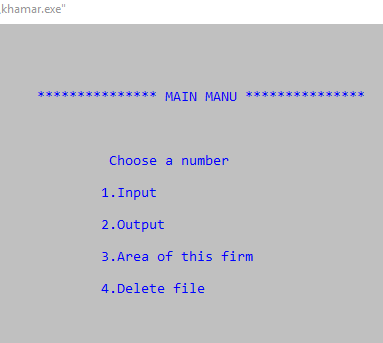 khamar.exe"
*************** MAIN MANU ***************
Choose a number
1.Input
2.Output
3.Area of this firm
4.Delete file